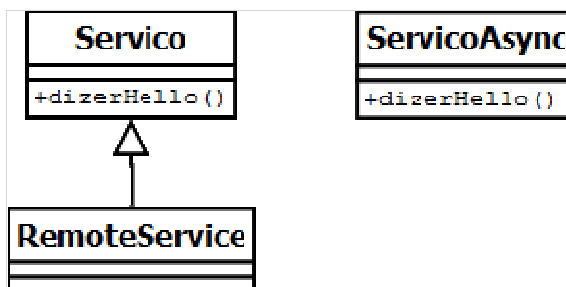 Servico
ServicoAsync
+dizerHello()
+dizerHello()
RemoteService